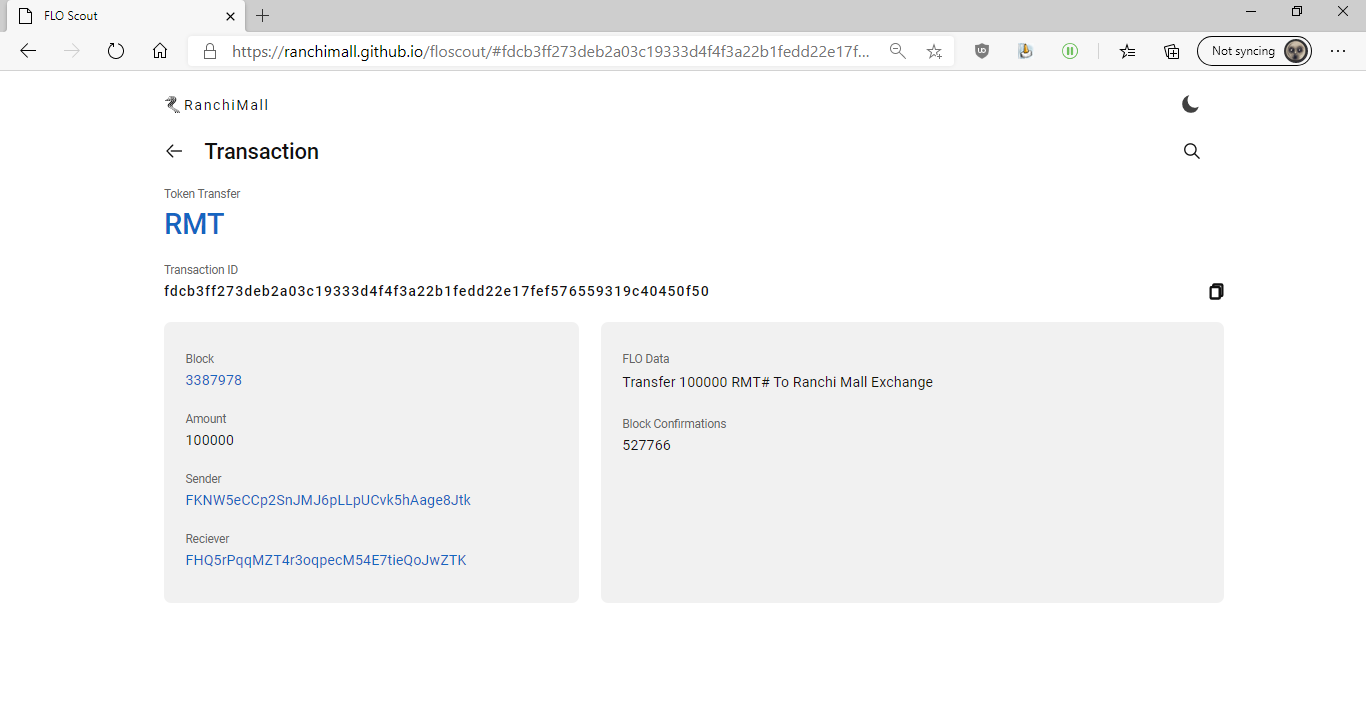 FLO Scout
https://ranchimall.github.io/floscout/#fdcb3ff273deb2a03c19333d4f4f3a22b1fedd22e17f...
Not syncing
RanchiMall
Transaction
Token Transfer
RMT
Transaction ID
fdcb3ff273deb2a03c19333d4f4f3a22b1fedd22e17fef576559319c40450f50
Block
3387978
Amount
100000
Sender
FKNW5eCCp2SnJMJ6pLLpUCvk5hAage8Jtk
Reciever
FHQ5rPqqMZT4r3oqpecM54E7tieQoJwZTK
FLO Data
Transfer 100000 RMT# To Ranchi Mall Exchange
Block Confirmations
527766